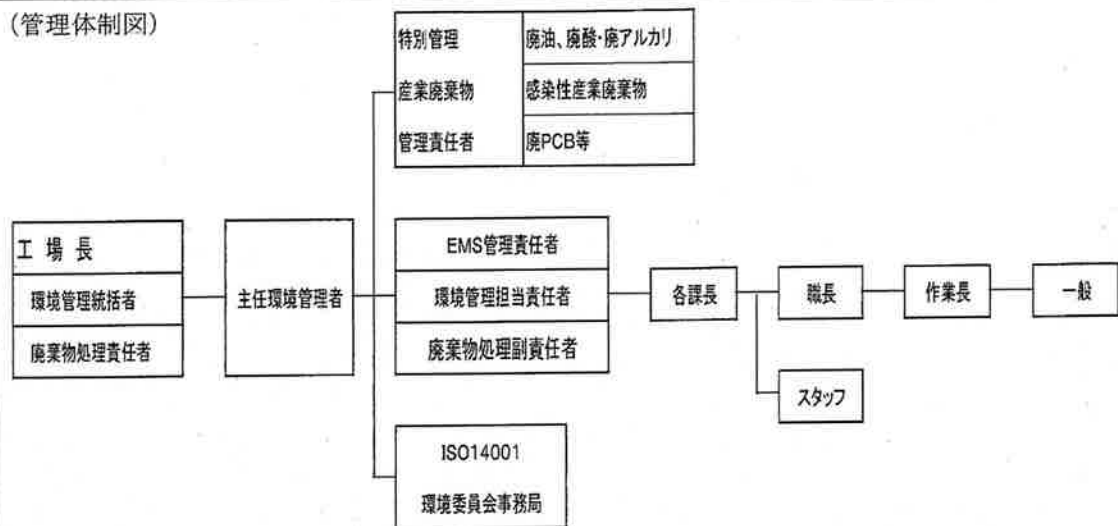 (管理体制図)
特別管理
産業廃棄物
管理責任者
廃油、廃酸・廃アルカリ
感染性産業廃棄物
廃PCB等
工場長
環境管理統括者
廃棄物処理責任者
主任環境管理者
EMS管理責任者
環境管理担当責任者
廃棄物処理副責任者
各課長
職長
作業長
一般
スタッフ
ISO14001
環境委員会事務局